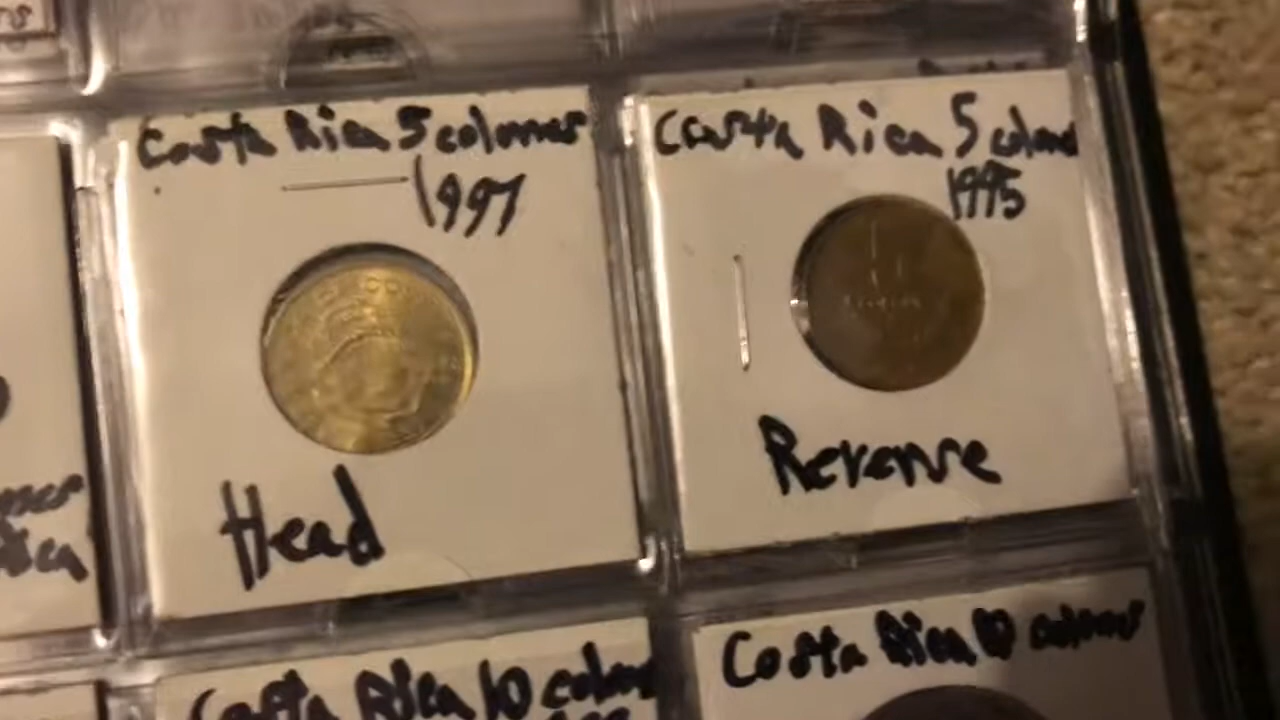 Costa Rica 5 colones
1997
Head
Costa Rica 5 colones
1995
Reverse
Costa Rica 10 colones
Costa Rica 10 colones